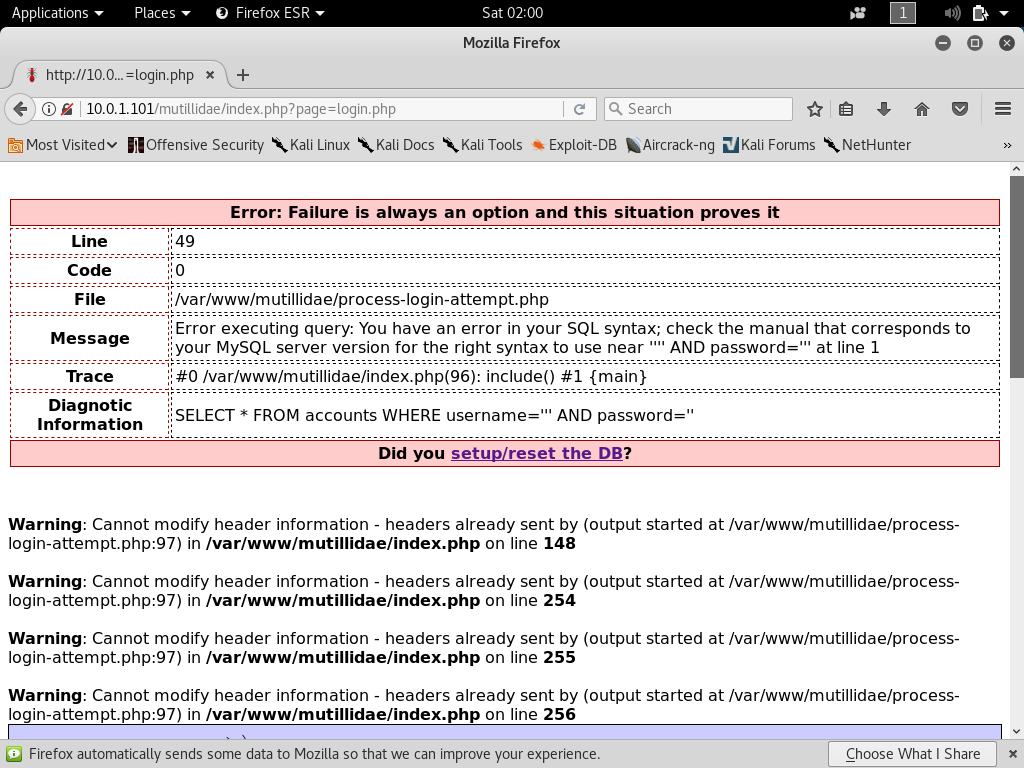 Applications Places Firefox ESR Sat 02:00 1
Mozilla Firefox
http://10.0...=login.php
10.0.1.101/mutillidae/index.php?page=login.php Search
Most Visited Offensive Security Kali Linux Kali Docs Kali Tools Exploit-DB Aircrack-ng Kali Forums NetHunter »
Error: Failure is always an option and this situation proves it
Line 49
Code 0
File /var/www/mutillidae/process-login-attempt.php
Message Error executing query: You have an error in your SQL syntax; check the manual that corresponds to
your MySQL server version for the right syntax to use near '''' AND password=''' at line 1
Trace #0 /var/www/mutillidae/index.php(96): include() #1 {main}
Diagnostic
Information SELECT * FROM accounts WHERE username=''' AND password=''
Did you setup/reset the DB?
Warning: Cannot modify header information - headers already sent by (output started at /var/www/mutillidae/process-
login-attempt.php:97) in /var/www/mutillidae/index.php on line 148
Warning: Cannot modify header information - headers already sent by (output started at /var/www/mutillidae/process-
login-attempt.php:97) in /var/www/mutillidae/index.php on line 254
Warning: Cannot modify header information - headers already sent by (output started at /var/www/mutillidae/process-
login-attempt.php:97) in /var/www/mutillidae/index.php on line 255
Warning: Cannot modify header information - headers already sent by (output started at /var/www/mutillidae/process-
login-attempt.php:97) in /var/www/mutillidae/index.php on line 256
Firefox automatically sends some data to Mozilla so that we can improve your experience. Choose What I Share